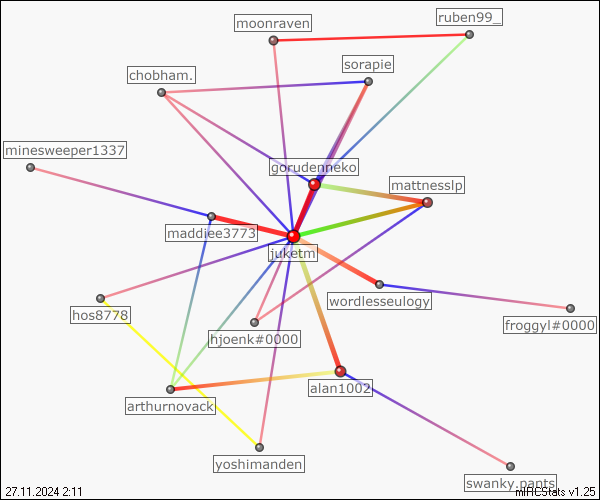 ruben99_
moonraven
sorapie
chobham.
minesweeper1337
gorudenneko
mattnesslp
maddiee3773
juketm
wordlesseulogy
hos8778
froggyl#0000
hjoenk#0000
alan1002
arthurnovack
yoshimanden
swanky.pants
27.11.2024 2:11
mIRCStats v1.25